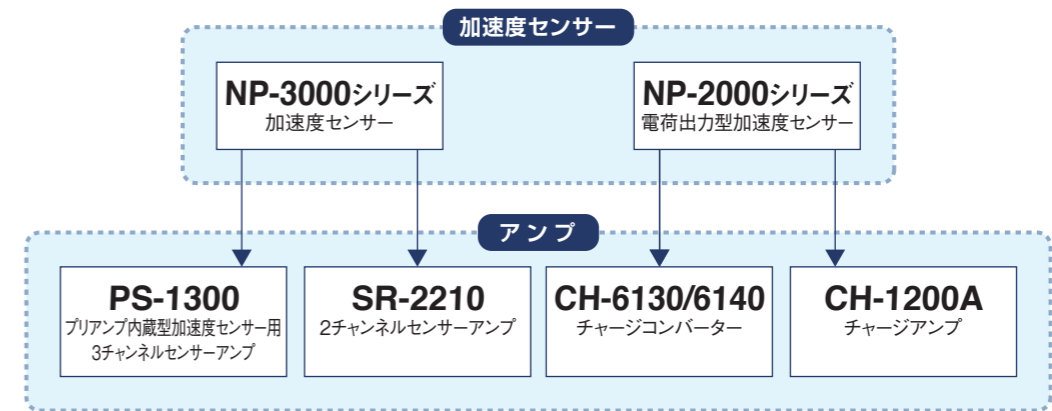 加速度センサー
NP-3000シリーズ
加速度センサー
NP-2000シリーズ
電荷出力型加速度センサー
アンプ
PS-1300
プリアンプ内蔵型加速度センサー用
3チャンネルセンサーアンプ
SR-2210
2チャンネルセンサーアンプ
CH-6130/6140
チャージコンバーター
CH-1200A
チャージアンプ